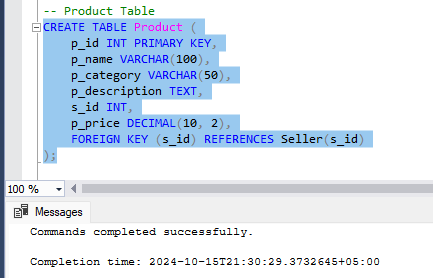 -- Product Table
CREATE TABLE Product (
p_id INT PRIMARY KEY,
p_name VARCHAR(100),
p_category VARCHAR(50),
p_description TEXT,
s_id INT,
p_price DECIMAL(10, 2),
FOREIGN KEY (s_id) REFERENCES Seller(s_id)
);
100 %
Messages
Commands completed successfully.
Completion time: 2024-10-15T21:30:29.3732645+05:00